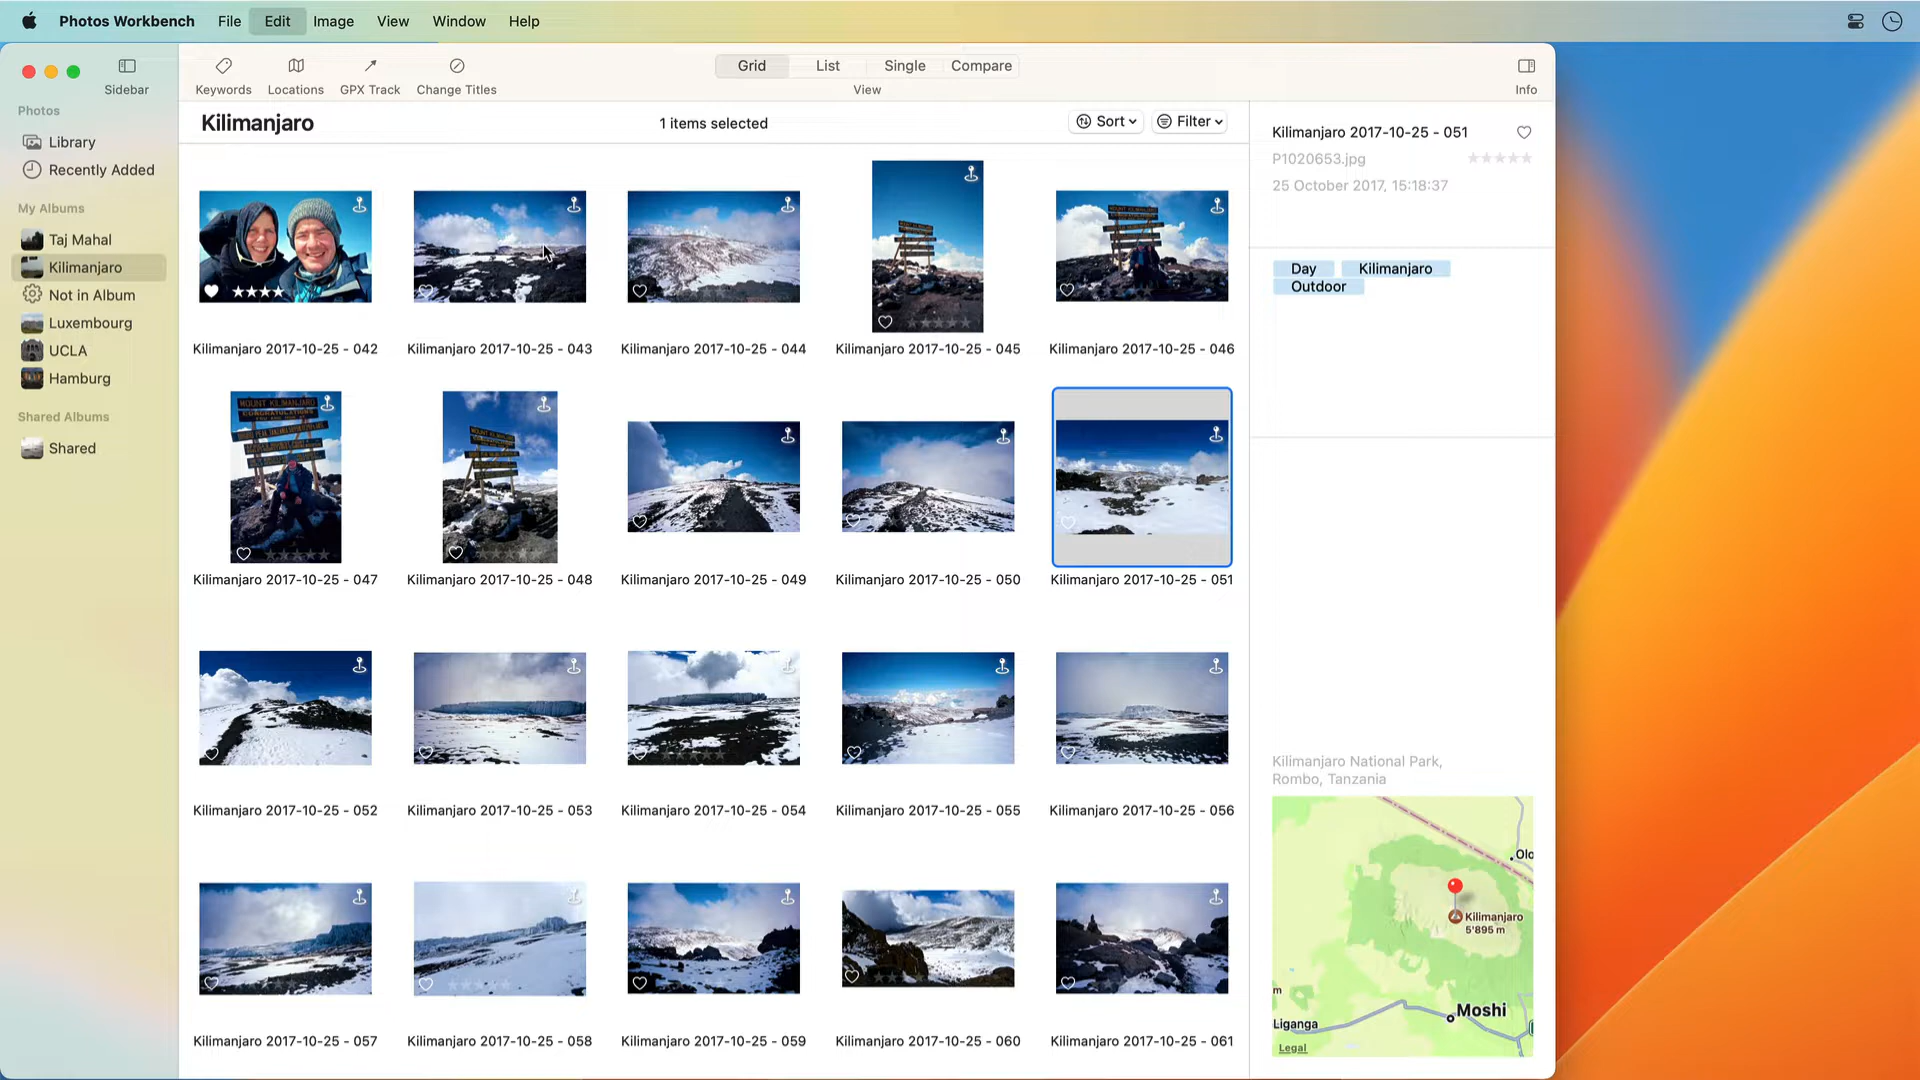 Photos Workbench File Edit Image View Window Help
Sidebar
Keywords Locations GPX Track Change Titles
Grid List Single Compare
View
Info
Photos
Library
Recently Added
My Albums
Taj Mahal
Kilimanjaro
Not in Album
Luxembourg
UCLA
Hamburg
Shared Albums
Shared
Kilimanjaro
1 items selected
Sort
Filter
Kilimanjaro 2017-10-25 - 042
Kilimanjaro 2017-10-25 - 043
Kilimanjaro 2017-10-25 - 044
Kilimanjaro 2017-10-25 - 045
Kilimanjaro 2017-10-25 - 046
MOUNT KILIMANJARO
CONGRATULATIONS
Kilimanjaro 2017-10-25 - 047
Kilimanjaro 2017-10-25 - 048
Kilimanjaro 2017-10-25 - 049
Kilimanjaro 2017-10-25 - 050
Kilimanjaro 2017-10-25 - 051
Kilimanjaro 2017-10-25 - 052
Kilimanjaro 2017-10-25 - 053
Kilimanjaro 2017-10-25 - 054
Kilimanjaro 2017-10-25 - 055
Kilimanjaro 2017-10-25 - 056
Kilimanjaro 2017-10-25 - 057
Kilimanjaro 2017-10-25 - 058
Kilimanjaro 2017-10-25 - 059
Kilimanjaro 2017-10-25 - 060
Kilimanjaro 2017-10-25 - 061
Kilimanjaro 2017-10-25 - 051
P1020653.jpg
25 October 2017, 15:18:37
Day Kilimanjaro
Outdoor
Kilimanjaro National Park,
Rombo, Tanzania
Olo
Kilimanjaro
5'895 m
m
Moshi
Liganga
Legal